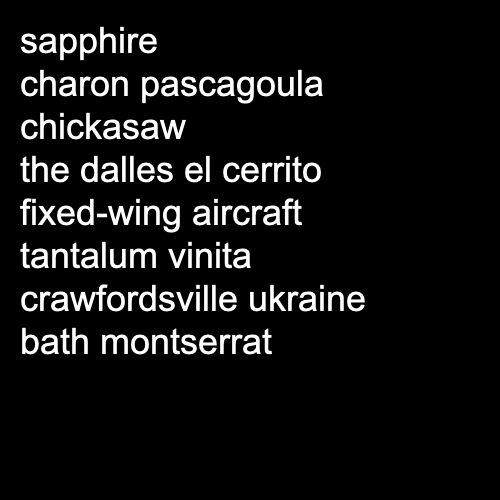 sapphire
charon pascagoula
chickasaw
the dalles el cerrito
fixed-wing aircraft
tantalum vinita
crawfordsville ukraine
bath montserrat